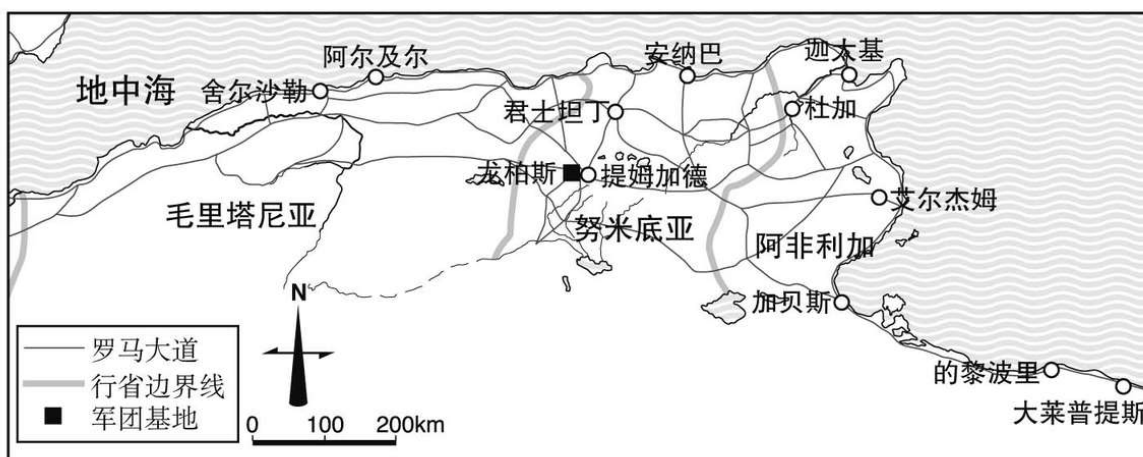 阿尔及尔
安纳巴
迦太基
地中海
舍尔沙勒
君士坦丁
杜加
龙柏斯
提姆加德
艾尔杰姆
毛里塔尼亚
努米底亚
阿非利加
N
加贝斯
罗马大道
行省边界线
军团基地
的黎波里
大莱普提斯
0 100 200km